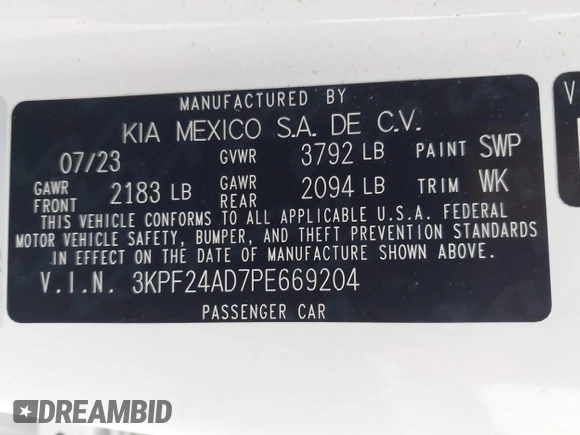 MANUFACTURED BY
KIA MEXICO S.A. DE C.V.
07/23 GVWR 3792 LB PAINT SWP
GAWR FRONT 2183 LB GAWR REAR 2094 LB TRIM WK
THIS VEHICLE CONFORMS TO ALL APPLICABLE U.S.A. FEDERAL
MOTOR VEHICLE SAFETY, BUMPER, AND THEFT PREVENTION STANDARDS
IN EFFECT ON THE DATE OF MANUFACTURE SHOWN ABOVE.
V.I.N. 3KPF24AD7PE669204
PASSENGER CAR
V
DREAMBID